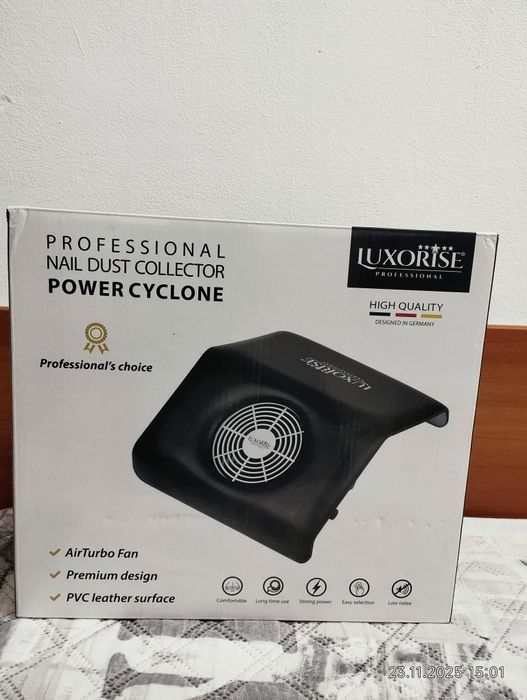 PROFESSIONAL
NAIL DUST COLLECTOR
POWER CYCLONE
LUXORISE®
PROFESSIONAL
HIGH QUALITY
DESIGNED IN GERMANY
Professional's choice
LUXORISE
LUXORISE
AirTurbo Fan
Premium design
PVC leather surface
Comfortable
Long time use
Strong power
Easy selection
Low noise
23.11.2025 15:01